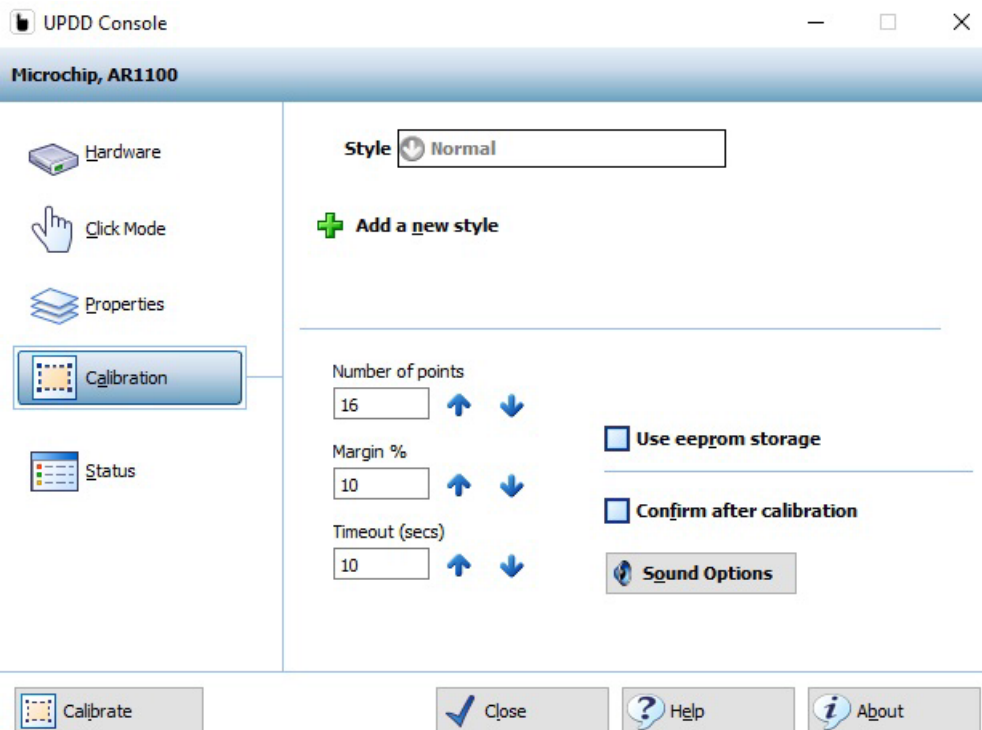 UPDD Console
Microchip, AR1100
Hardware
Click Mode
Properties
Calibration
Status
Style Normal
Add a new style
Number of points
16
Margin %
10
Timeout (secs)
10
Use eeprom storage
Confirm after calibration
Sound Options
Calibrate
Close
Help
About